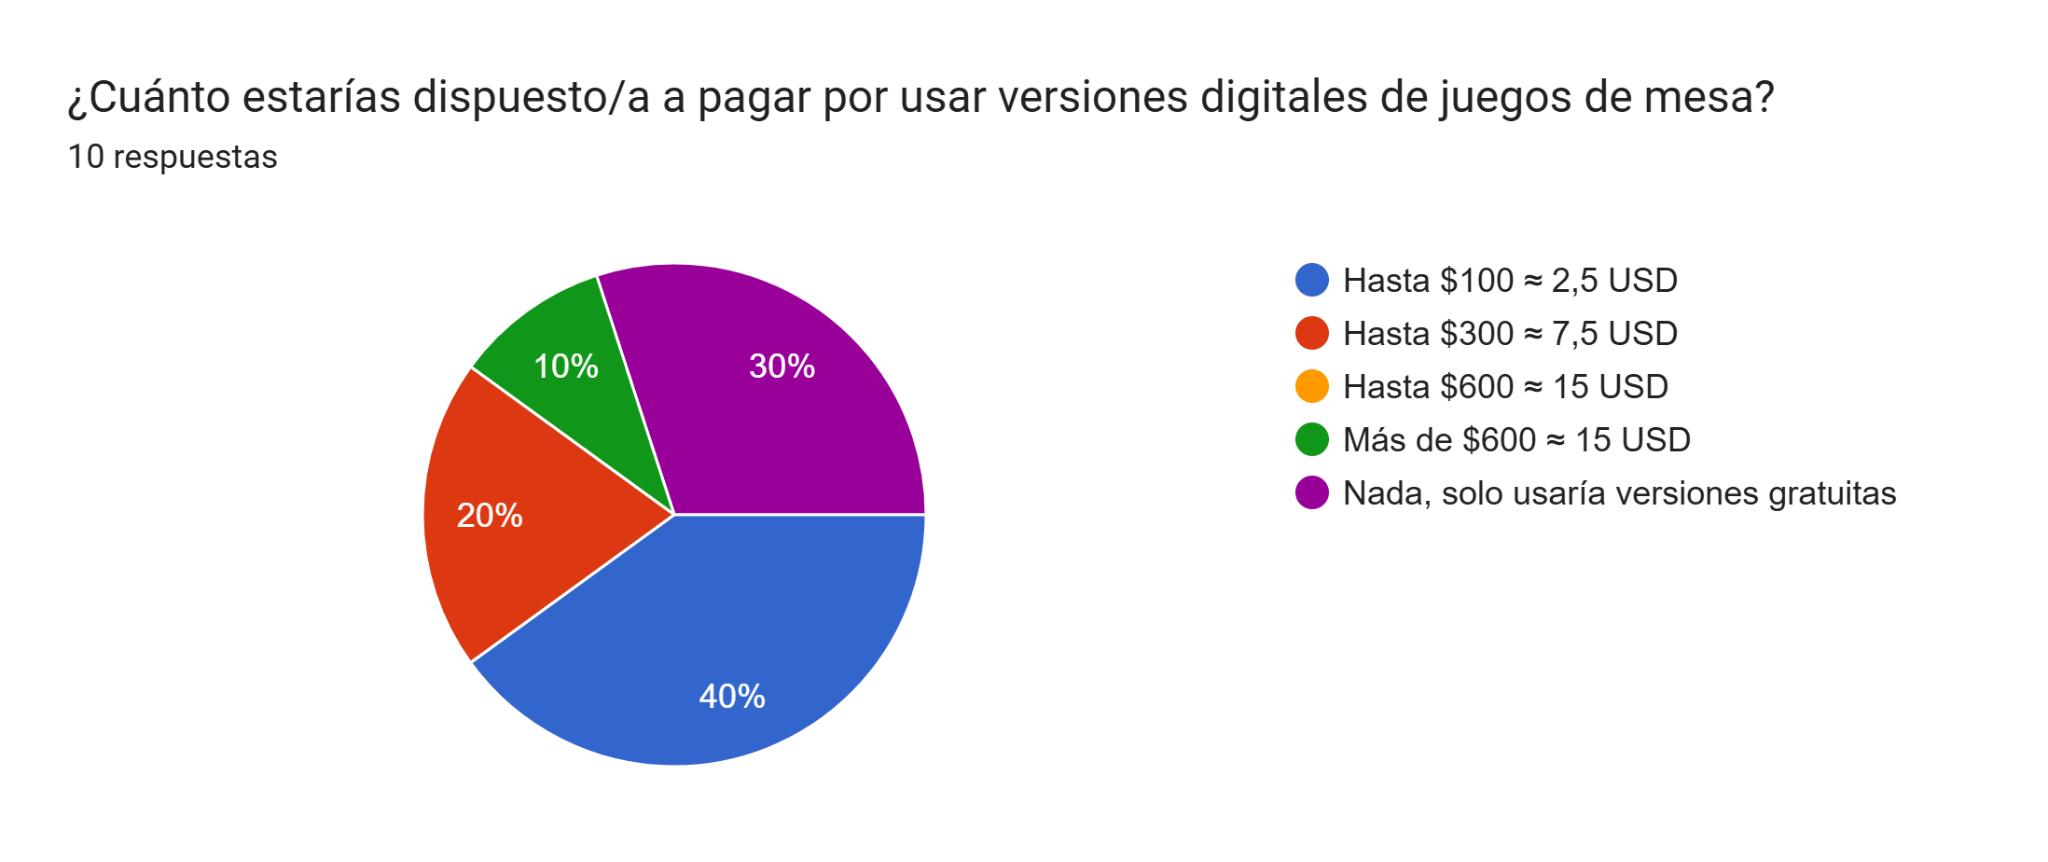 ¿Cuánto estarías dispuesto/a a pagar por usar versiones digitales de juegos de mesa?
10 respuestas
10%
30%
20%
40%
Hasta $100 ≈ 2,5 USD
Hasta $300 ≈ 7,5 USD
Hasta $600 ≈ 15 USD
Más de $600 ≈ 15 USD
Nada, solo usaría versiones gratuitas